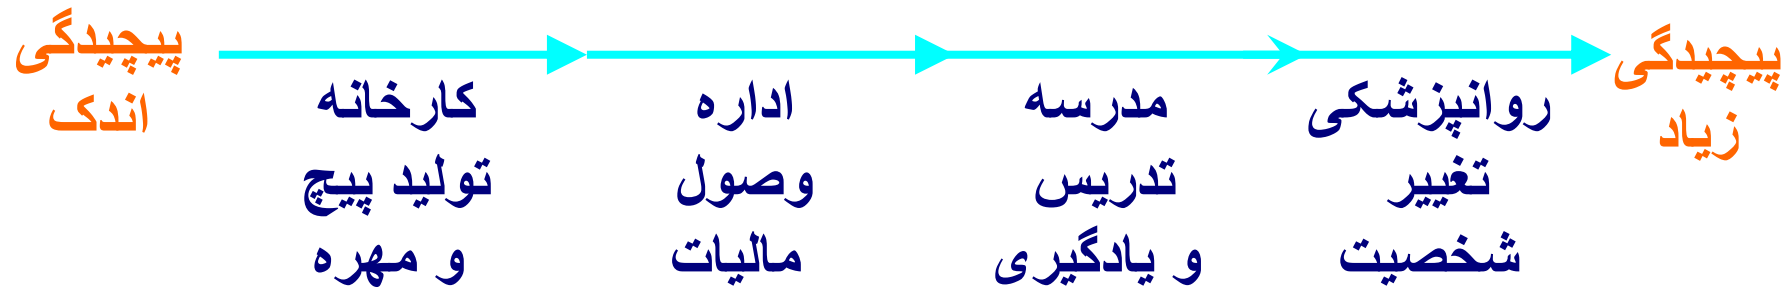 پیچیدگی
اندک
کارخانه
تولید پیچ
و مهره
اداره
وصول
مالیات
مدرسه
تدریس
و یادگیری
روانپزشکی
تغییر
شخصیت
پیچیدگی
زیاد